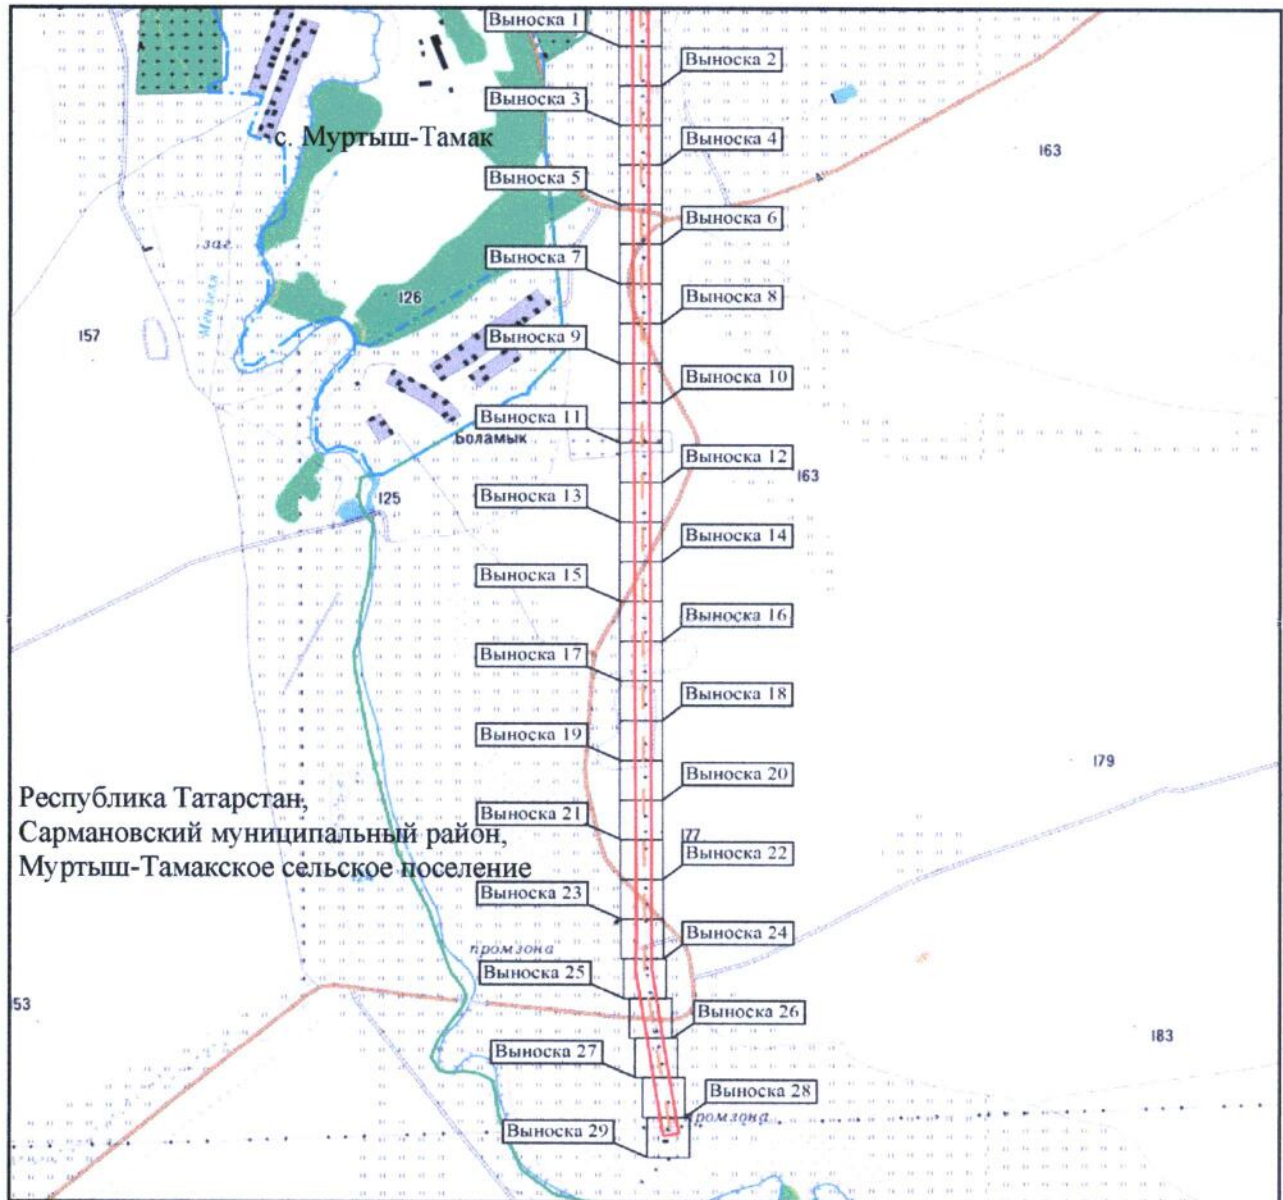 Выноска 1
Выноска 2
Выноска 3
с. Муртыш-Тамак
Выноска 4
163
Выноска 5
Выноска 6
заг.
Выноска 7
Мензеля
126
Выноска 8
157
Выноска 9
Выноска 10
Выноска 11
Боламык
Выноска 12
163
125
Выноска 13
Выноска 14
Выноска 15
Выноска 16
Выноска 17
Выноска 18
Выноска 19
179
Выноска 20
Республика Татарстан,
Сармановский муниципальный район,
Муртыш-Тамакское сельское поселение
Выноска 21
177
Выноска 22
Выноска 23
Выноска 24
промзона
Выноска 25
53
Выноска 26
183
Выноска 27
Выноска 28
промзона
Выноска 29